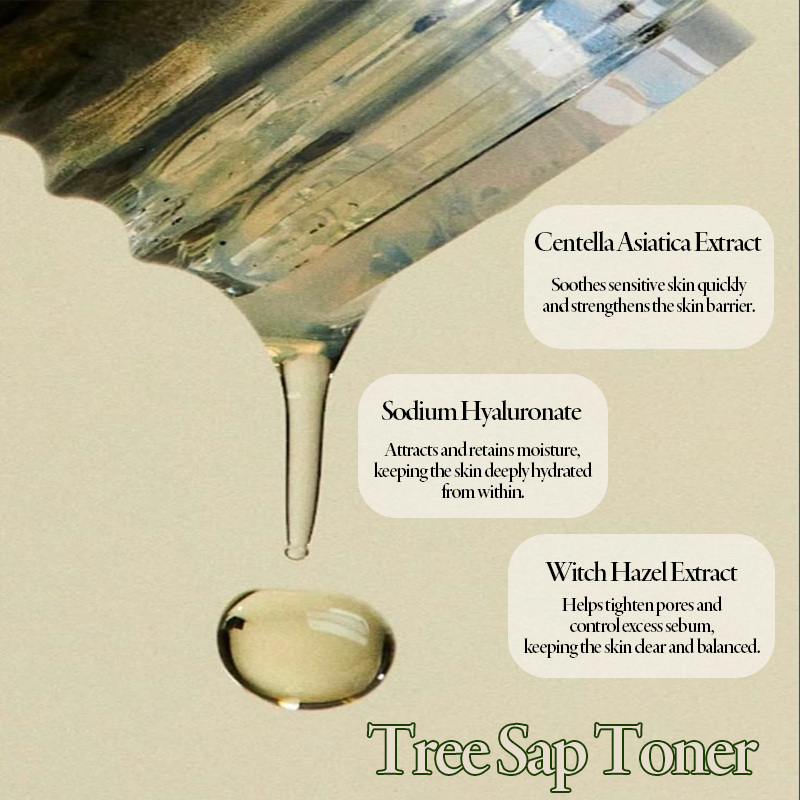 Centella Asiatica Extract
Soothes sensitive skin quickly
and strengthens the skin barrier.
Sodium Hyaluronate
Attracts and retains moisture,
keeping the skin deeply hydrated
from within.
Witch Hazel Extract
Helps tighten pores and
control excess sebum,
keeping the skin clear and balanced.
Tree Sap Toner